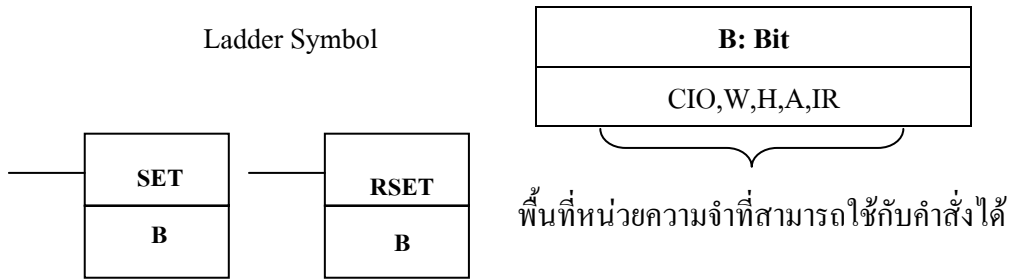 Ladder Symbol
B: Bit
CIO,W,H,A,IR
SET
B
RSET
B
พื้นที่หน่วยความจำที่สามารถใช้กับคำสั่งได้